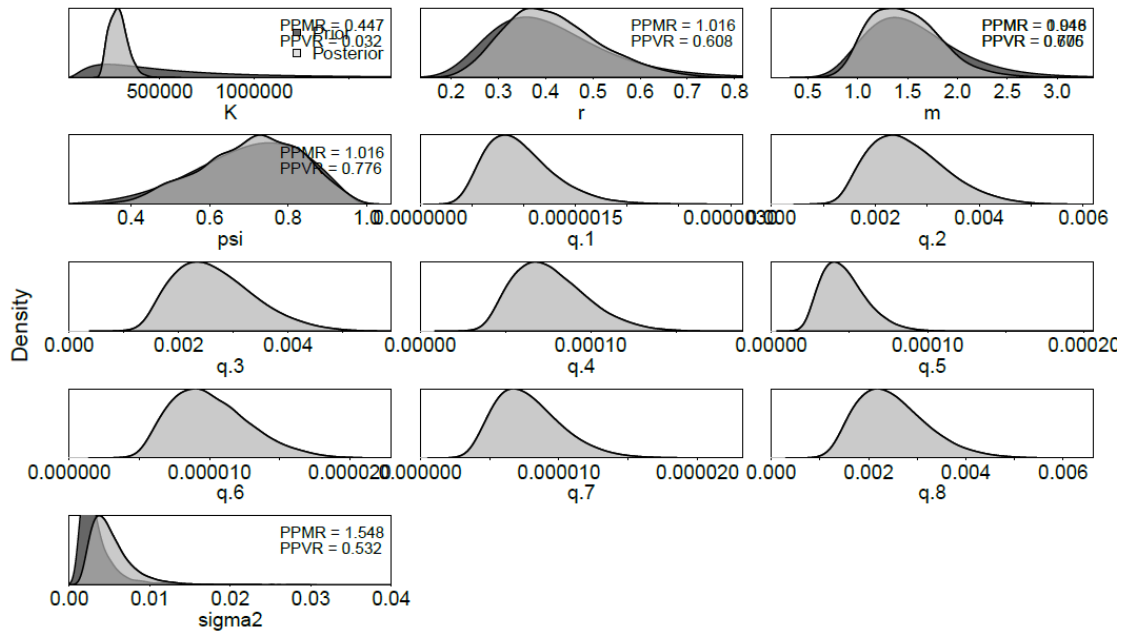 PPMR = 0.447
PPVR = 0.032
Prior
Posterior
500000 1000000
K
PPMR = 1.016
PPVR = 0.608
0.2 0.3 0.4 0.5 0.6 0.7 0.8
r
0.5 1.0 1.5 2.0 2.5 3.0
m
PPMR = 1.016
PPVR = 0.776
0.4 0.6 0.8 1.0
psi
0.0000000 0.0000015
q.1
0.002 0.004 0.006
q.2
Density
0.000 0.002 0.004
q.3
0.00000 0.00010
q.4
0.00000 0.00010 0.00020
q.5
0.000000 0.000010 0.000020
q.6
0.000000 0.000010 0.000020
q.7
0.000 0.002 0.004 0.006
q.8
PPMR = 1.548
PPVR = 0.532
0.00 0.01 0.02 0.03 0.04
sigma2